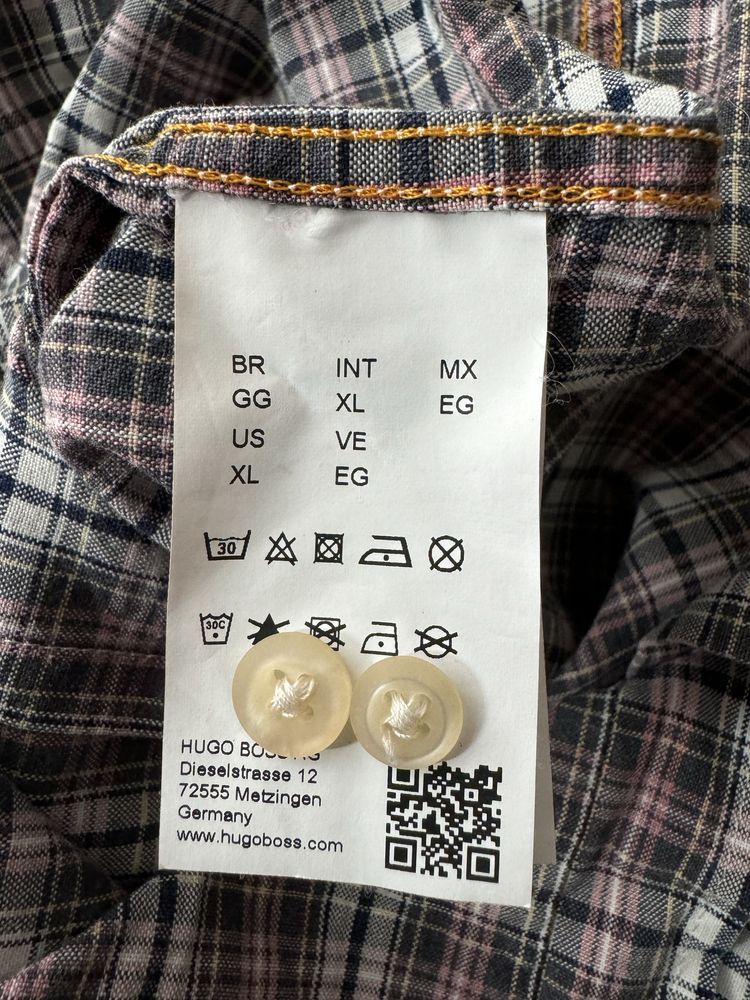 BR INT MX
GG XL EG
US VE
XL EG
30
30C
HUGO
Dieselstrasse 12
72555 Metzingen
Germany
www.hugoboss.com